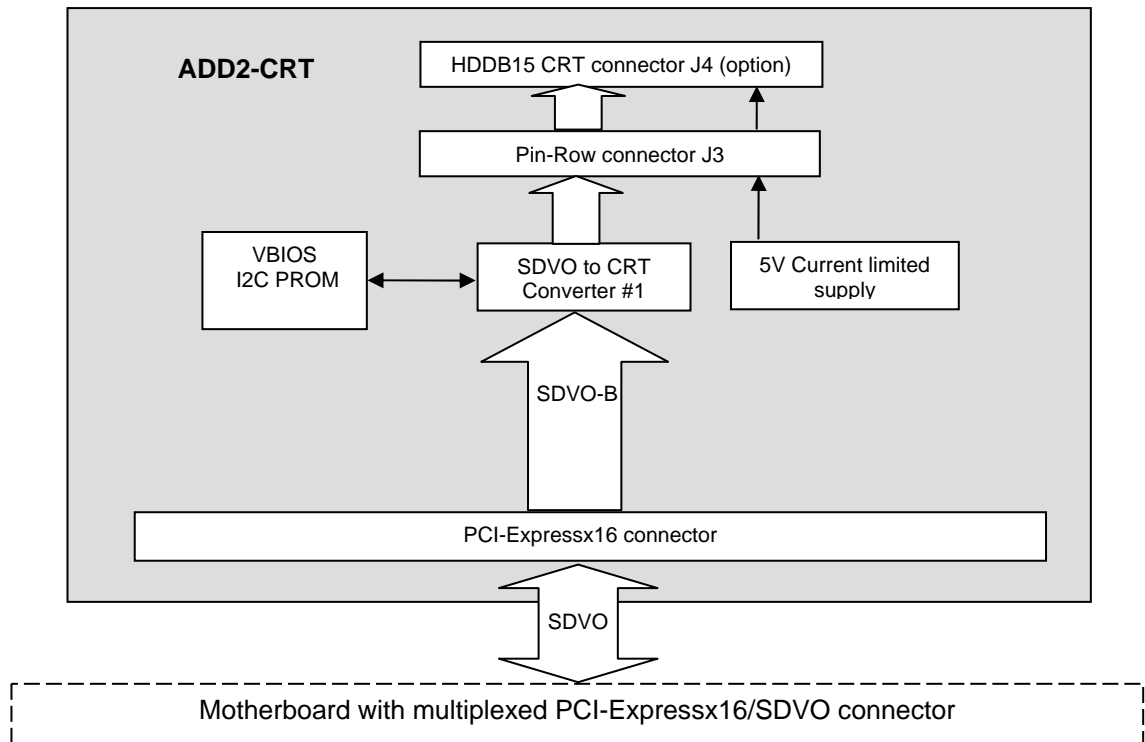 ADD2-CRT
HDDB15 CRT connector J4 (option)
Pin-Row connector J3
VBIOS
I2C PROM
SDVO to CRT
Converter #1
5V Current limited
supply
SDVO-B
PCI-Expressx16 connector
SDVO
Motherboard with multiplexed PCI-Expressx16/SDVO connector